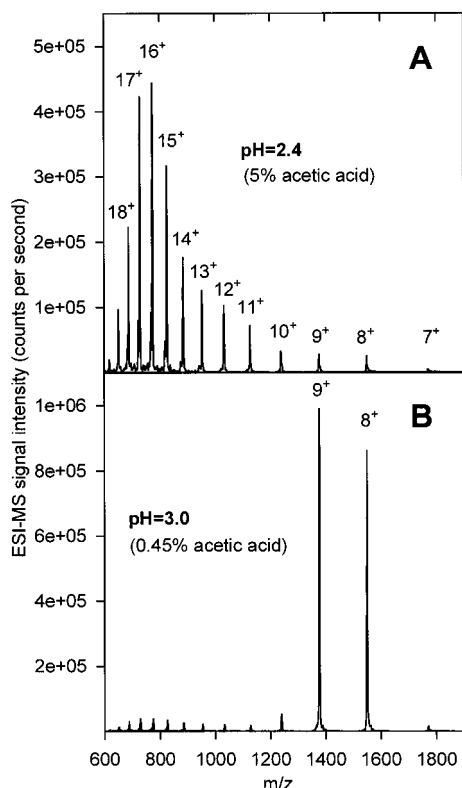 ESI-MS signal intensity (counts per second)
A
5e+05
4e+05
3e+05
2e+05
1e+05
18+
17+
16+
15+
14+
13+
12+
11+
10+
9+
8+
7+
pH=2.4
(5% acetic acid)
B
1e+06
8e+05
6e+05
4e+05
2e+05
9+
8+
pH=3.0
(0.45% acetic acid)
600 800 1000 1200 1400 1600 1800
m/z